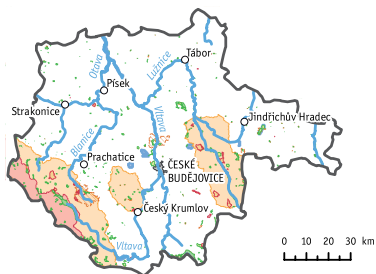 Tábor
Otava
Lužnice
Písek
Strakonice
Vltava
Jindřichův Hradec
Blanice
Prachatice
ČESKÉ
BUDĚJOVICE
Český Krumlov
Vltava
0 10 20 30 km